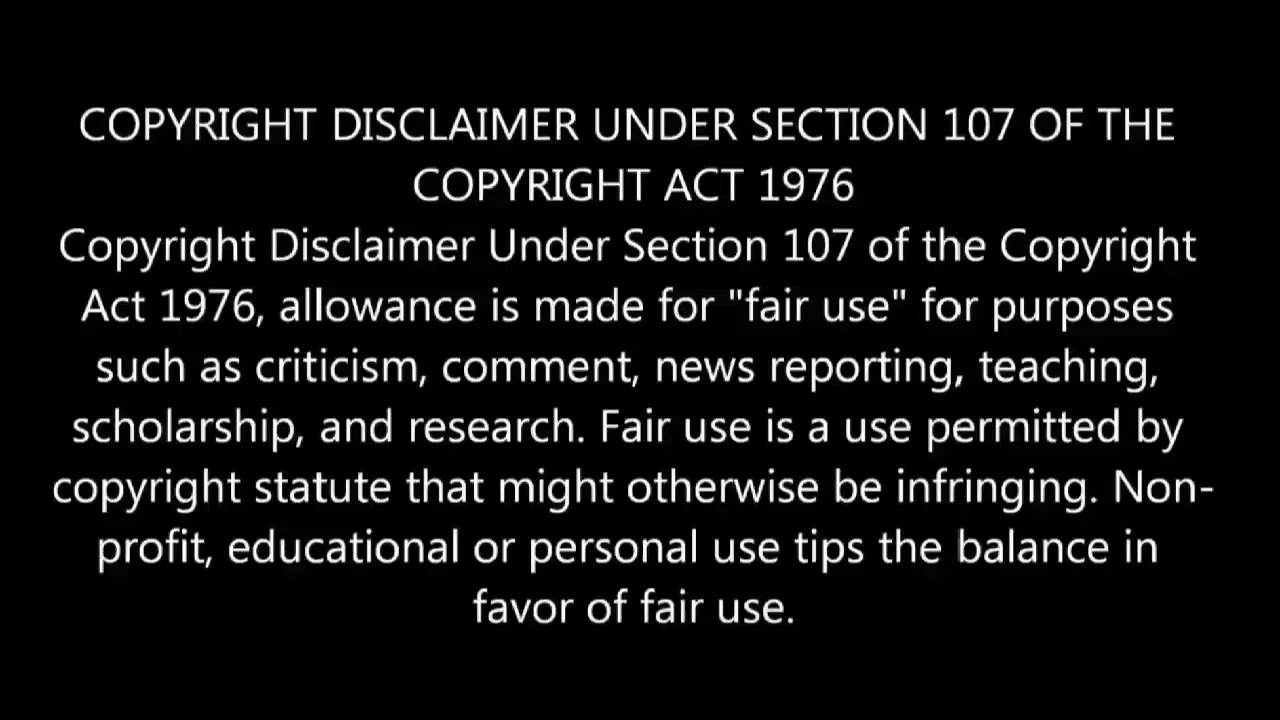 COPYRIGHT DISCLAIMER UNDER SECTION 107 OF THE
COPYRIGHT ACT 1976
Copyright Disclaimer Under Section 107 of the Copyright
Act 1976, allowance is made for "fair use" for purposes
such as criticism, comment, news reporting, teaching,
scholarship, and research. Fair use is a use permitted by
copyright statute that might otherwise be infringing. Non-
profit, educational or personal use tips the balance in
favor of fair use.